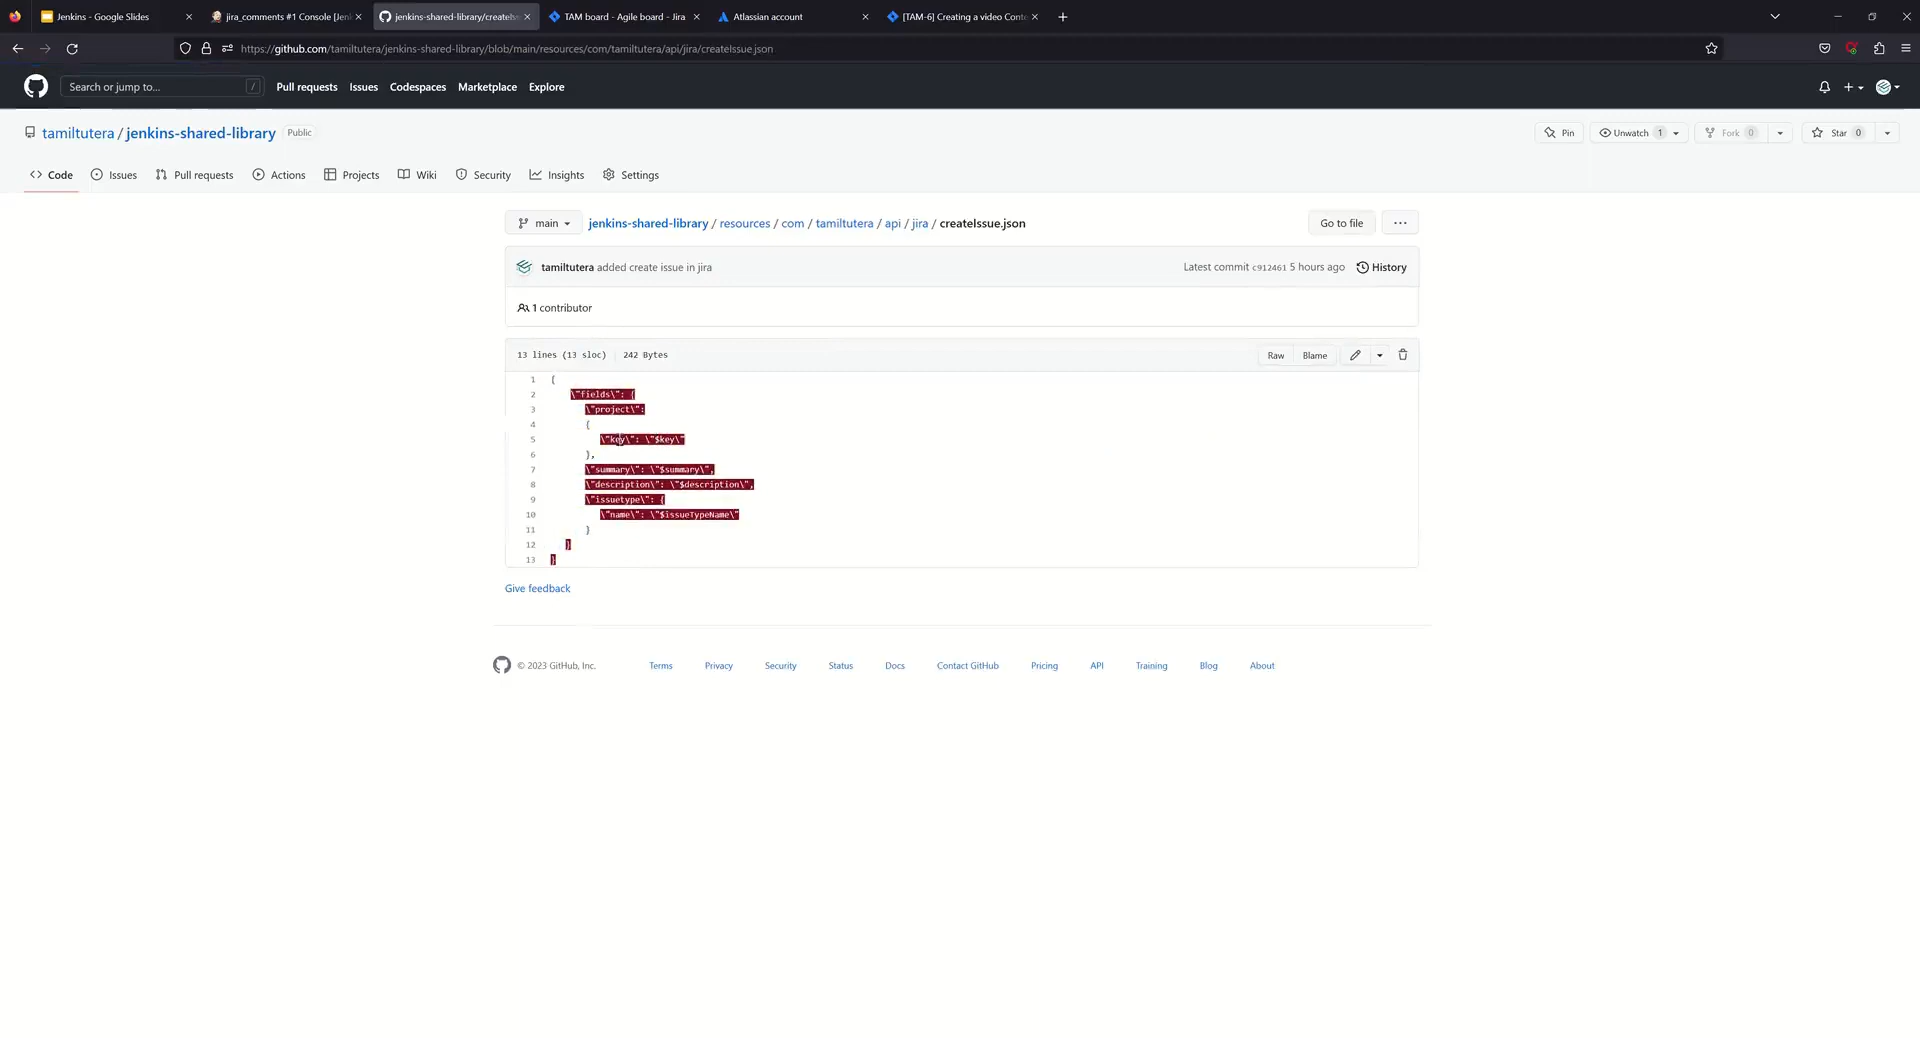 Jenkins - Google Slides
jira_comments #1 Console [Jenk
jenkins-shared-library/createIss
TAM board - Agile board - Jira
Atlassian account
[TAM-6] Creating a video Conte
https://github.com/tamiltutera/jenkins-shared-library/blob/main/resources/com/tamiltutera/api/jira/createIssue.json
Search or jump to... /
Pull requests Issues Codespaces Marketplace Explore
tamiltutera / jenkins-shared-library Public
Pin Unwatch 1 Fork 0 Star 0
Code Issues Pull requests Actions Projects Wiki Security Insights Settings
main jenkins-shared-library / resources / com / tamiltutera / api / jira / createIssue.json Go to file ...
tamiltutera added create issue in jira Latest commit c912461 5 hours ago History
1 contributor
13 lines (13 sloc) 242 Bytes Raw Blame
1 {
2 \"fields\": {
3 \"project\":
4 {
5 \"key\": \"$key\"
6 },
7 \"summary\": \"$summary\",
8 \"description\": \"$description\",
9 \"issuetype\": {
10 \"name\": \"$issueTypeName\"
11 }
12 }
13 }
Give feedback
© 2023 GitHub, Inc. Terms Privacy Security Status Docs Contact GitHub Pricing API Training Blog About